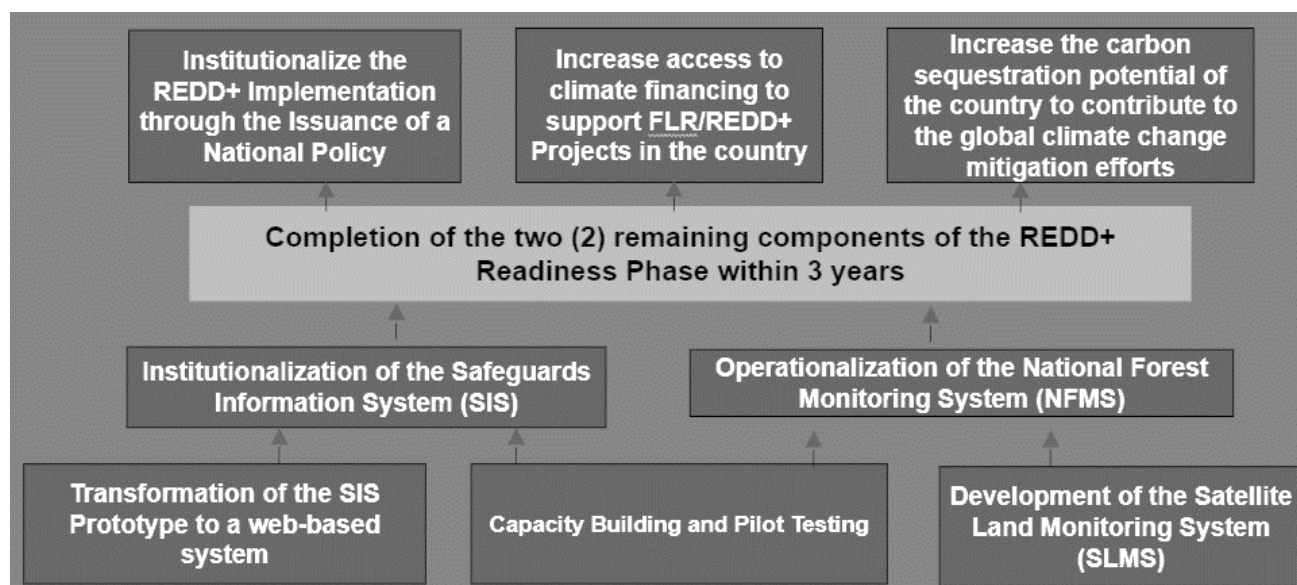 Institutionalize the
REDD+ Implementation
through the Issuance of a
National Policy
Increase access to
climate financing to
support FLR/REDD+
Projects in the country
Increase the carbon
sequestration potential of
the country to contribute to
the global climate change
mitigation efforts
Completion of the two (2) remaining components of the REDD+
Readiness Phase within 3 years
Institutionalization of the Safeguards
Information System (SIS)
Operationalization of the National Forest
Monitoring System (NFMS)
Transformation of the SIS
Prototype to a web-based
system
Capacity Building and Pilot Testing
Development of the Satellite
Land Monitoring System
(SLMS)